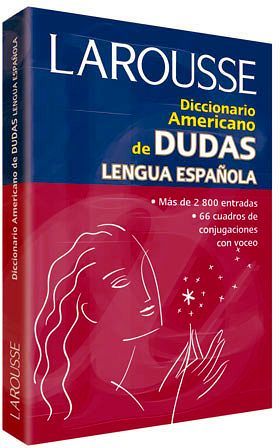 LAROUSSE
Diccionario
Americano
de DUDAS
LENGUA ESPAÑOLA
• Más de 2 800 entradas
• 66 cuadros de
conjugaciones
con voceo
Diccionario Americano de DUDAS LENGUA ESPAÑOLA
LAROUSSE